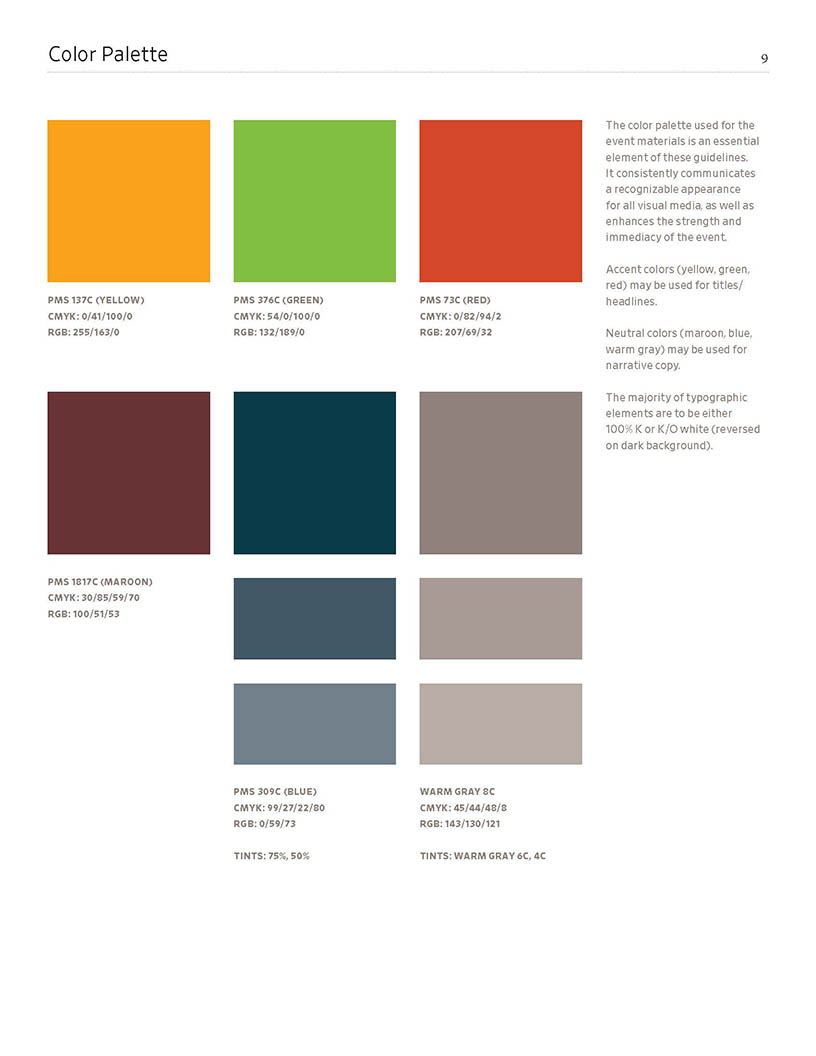 Color Palette
9
The color palette used for the
event materials is an essential
element of these guidelines.
It consistently communicates
a recognizable appearance
for all visual media, as well as
enhances the strength and
immediacy of the event.
Accent colors (yellow, green,
red) may be used for titles/
headlines.
Neutral colors (maroon, blue,
warm gray) may be used for
narrative copy.
The majority of typographic
elements are to be either
100% K or K/O white (reversed
on dark background).
PMS 137C (YELLOW)
CMYK: 0/41/100/0
RGB: 255/163/0
PMS 376C (GREEN)
CMYK: 54/0/100/0
RGB: 132/189/0
PMS 73C (RED)
CMYK: 0/82/94/2
RGB: 207/69/32
PMS 1817C (MAROON)
CMYK: 30/85/59/70
RGB: 100/51/53
PMS 309C (BLUE)
CMYK: 99/27/22/80
RGB: 0/59/73
TINTS: 75%, 50%
WARM GRAY 8C
CMYK: 45/44/48/8
RGB: 143/130/121
TINTS: WARM GRAY 6C, 4C